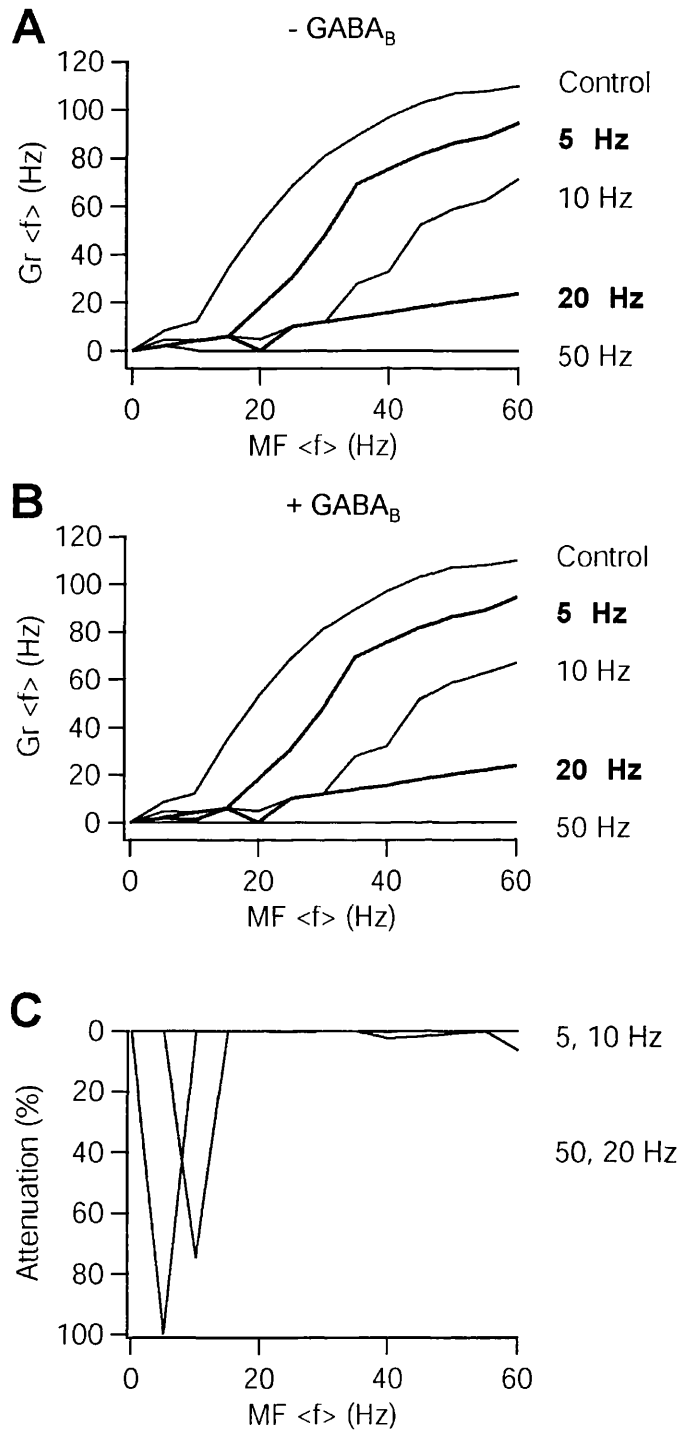 A
- GABA_B
120
100
80
60
40
20
0
Gr <f> (Hz)
0 20 40 60
MF <f> (Hz)
Control
5 Hz
10 Hz
20 Hz
50 Hz
B
+ GABA_B
120
100
80
60
40
20
0
Gr <f> (Hz)
0 20 40 60
MF <f> (Hz)
Control
5 Hz
10 Hz
20 Hz
50 Hz
C
0
20
40
60
80
100
Attenuation (%)
0 20 40 60
MF <f> (Hz)
5, 10 Hz
50, 20 Hz